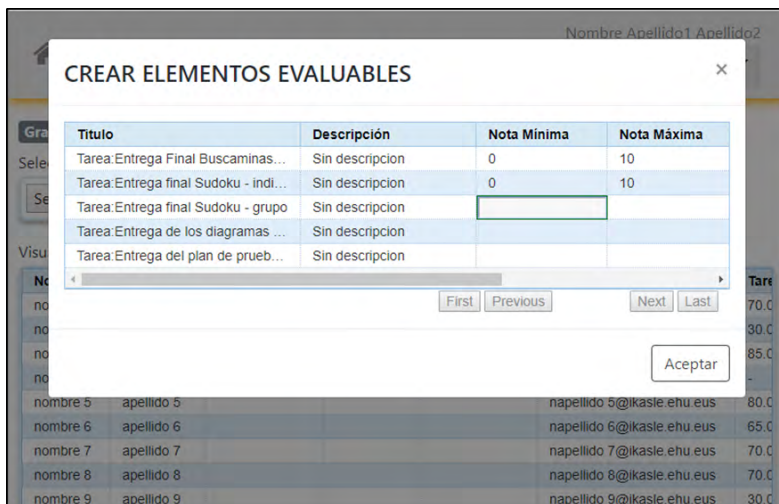 Nombre Apellido1 Apellido2
CREAR ELEMENTOS EVALUABLES ×
Gra
Titulo Descripción Nota Mínima Nota Máxima
Sele
Tarea:Entrega Final Buscaminas... Sin descripcion 0 10
Tarea:Entrega final Sudoku - indi... Sin descripcion 0 10
Se
Tarea:Entrega final Sudoku - grupo Sin descripcion
Tarea:Entrega de los diagramas ... Sin descripcion
Visu
Tarea:Entrega del plan de prueb... Sin descripcion
No Tare
First Previous Next Last
no 70.0
no 30.0
no 85.0
Aceptar
no -
nombre 5 apellido 5 napellido 5@ikasle.ehu.eus 80.0
nombre 6 apellido 6 napellido 6@ikasle.ehu.eus 65.0
nombre 7 apellido 7 napellido 7@ikasle.ehu.eus 70.0
nombre 8 apellido 8 napellido 8@ikasle.ehu.eus 70.0
nombre 9 apellido 9 napellido 9@ikasle.ehu.eus 30.0